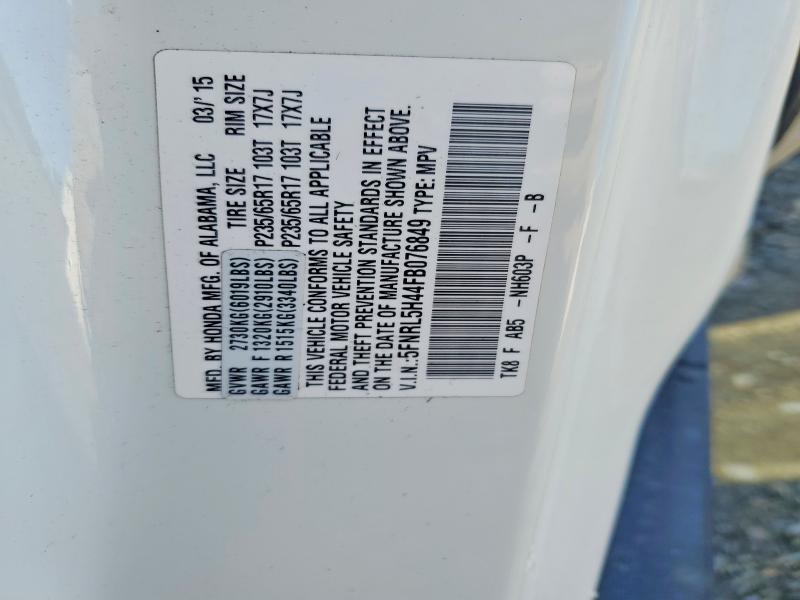 MFD. BY HONDA MFG. OF ALABAMA, LLC 03/'15
GVWR 2730KG(6019LBS) TIRE SIZE RIM SIZE
GAWR F 1320KG(2910LBS) P235/65R17 103T 17X7J
GAWR R 1515KG(3340LBS) P235/65R17 103T 17X7J
THIS VEHICLE CONFORMS TO ALL APPLICABLE
FEDERAL MOTOR VEHICLE SAFETY
AND THEFT PREVENTION STANDARDS IN EFFECT
ON THE DATE OF MANUFACTURE SHOWN ABOVE.
V.I.N.:5FNRL5H44FB076849 TYPE: MPV
TK8 F AB5 -NH603P -F -B